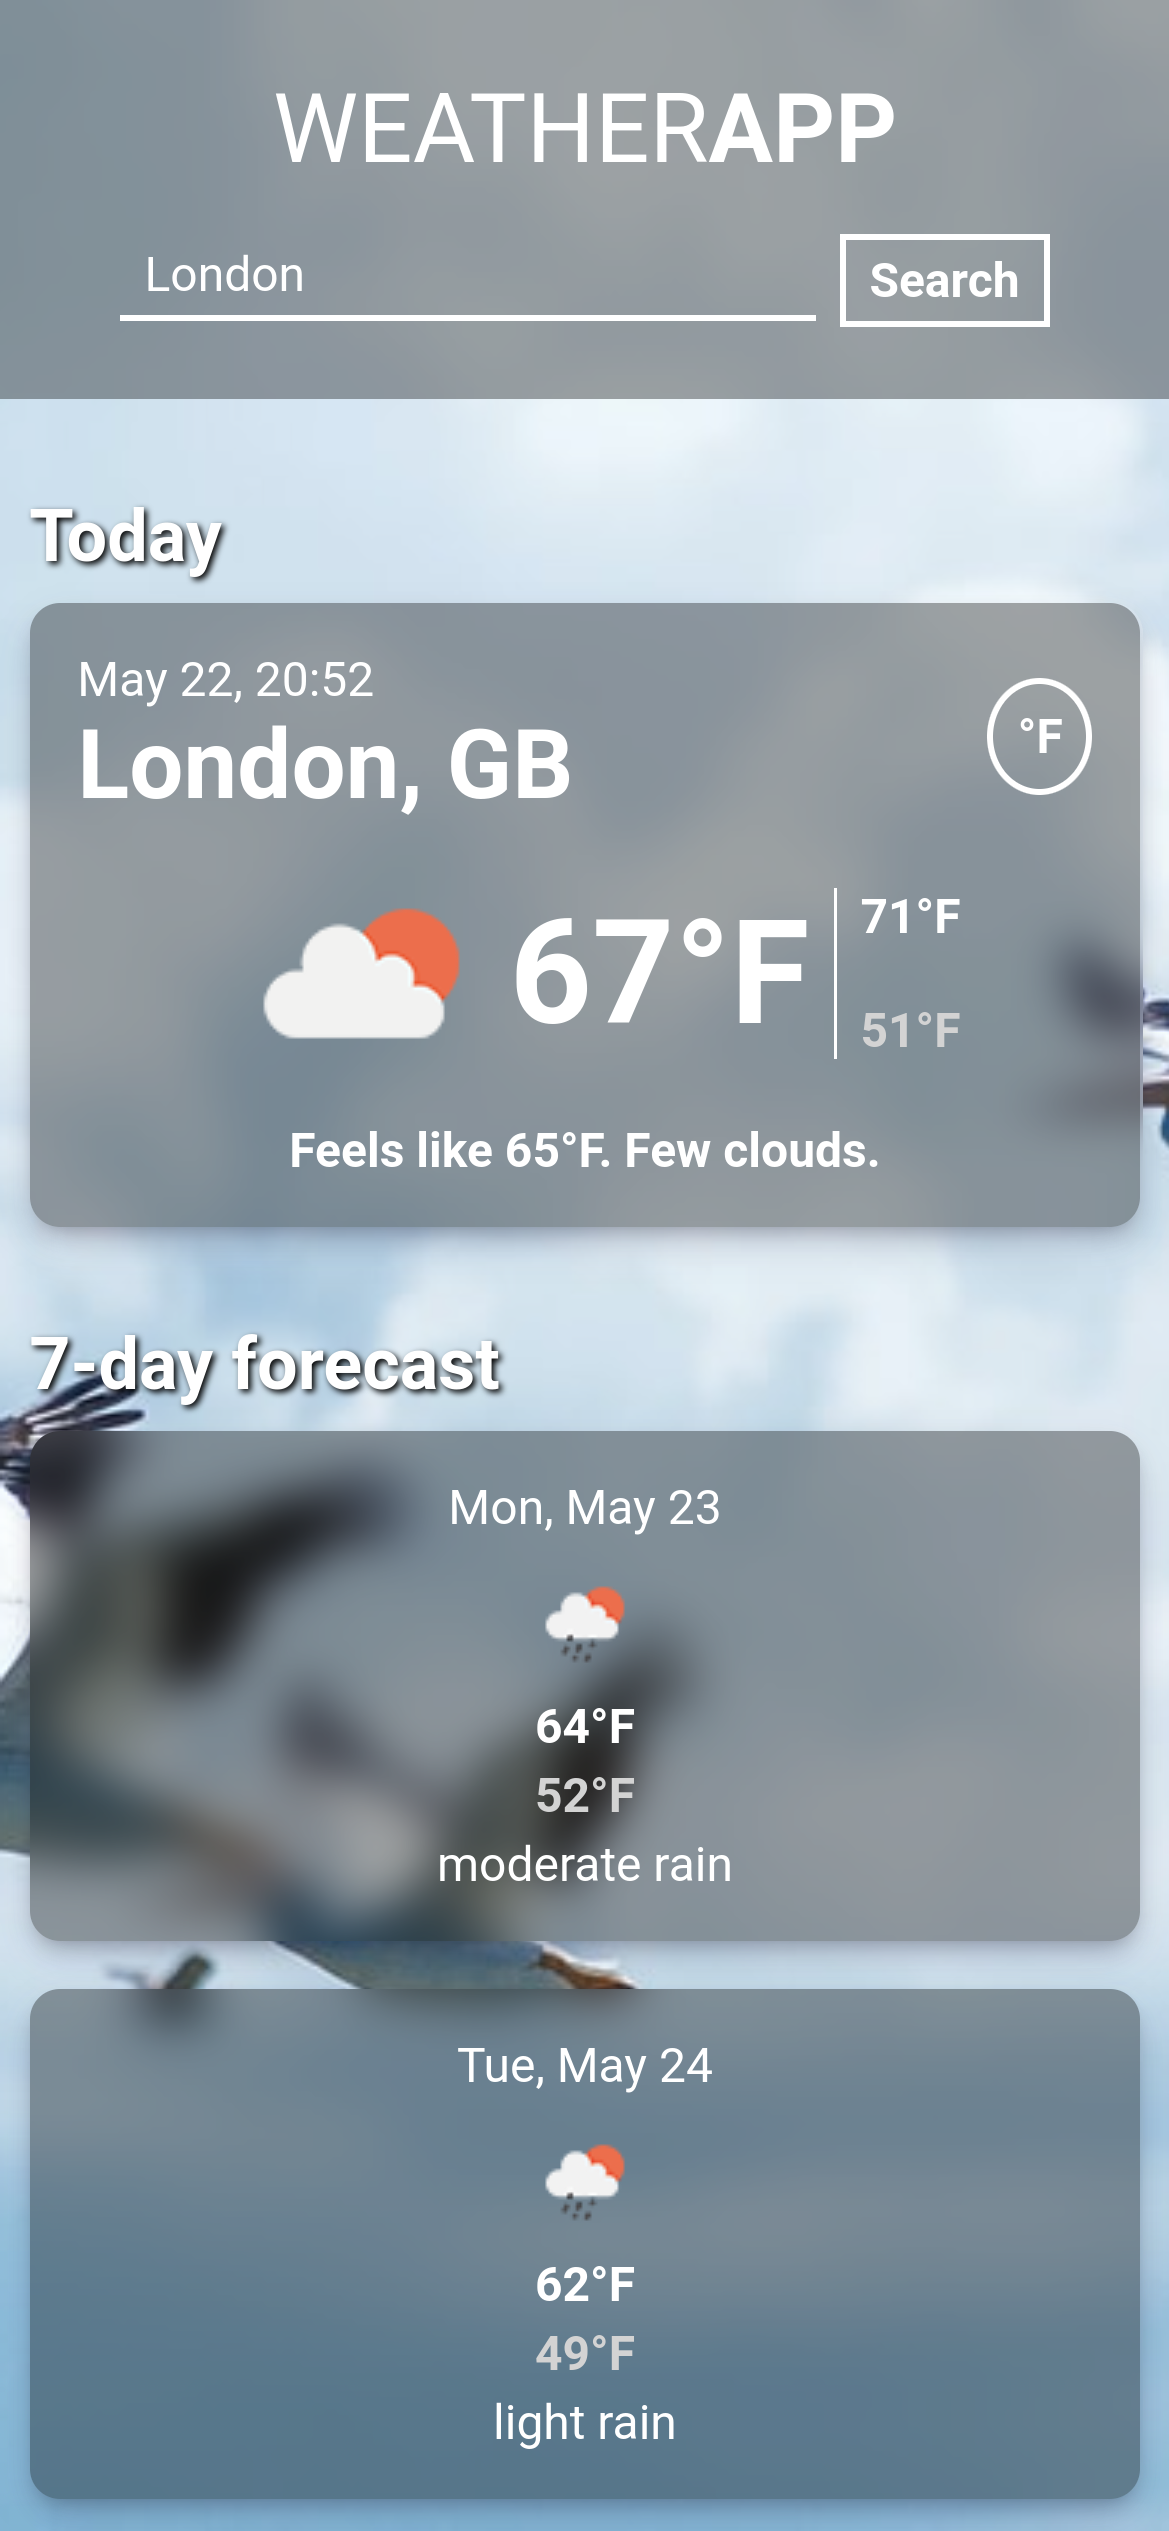 WEATHERAPP
London
Search
Today
May 22, 20:52
London, GB
°F
67°F
71°F
51°F
Feels like 65°F. Few clouds.
7-day forecast
Mon, May 23
64°F
52°F
moderate rain
Tue, May 24
62°F
49°F
light rain